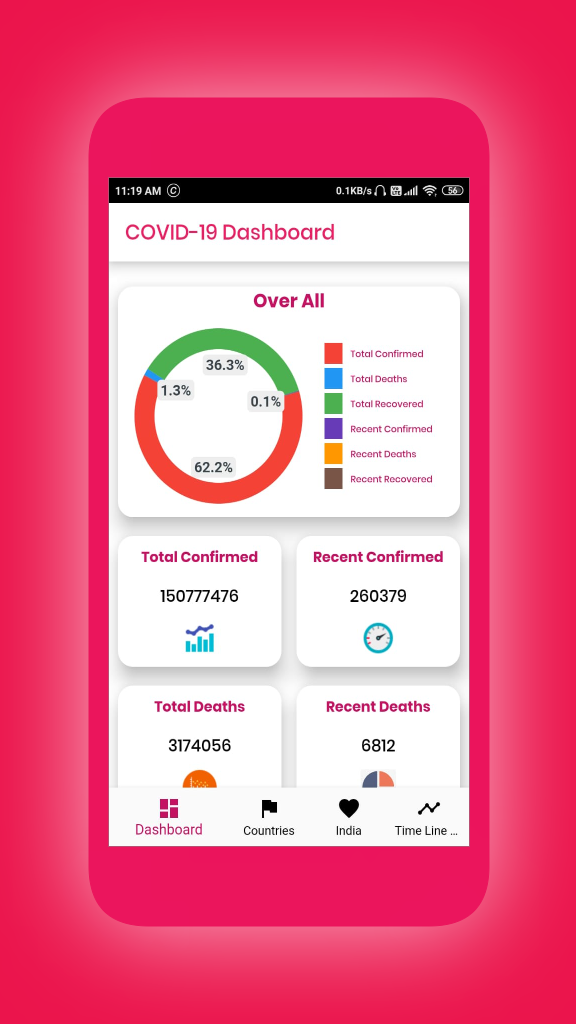 11:19 AM
0.1KB/s
56
COVID-19 Dashboard
Over All
36.3%
1.3%
0.1%
62.2%
Total Confirmed
Total Deaths
Total Recovered
Recent Confirmed
Recent Deaths
Recent Recovered
Total Confirmed
150777476
Recent Confirmed
260379
Total Deaths
3174056
Recent Deaths
6812
Dashboard
Countries
India
Time Line ...